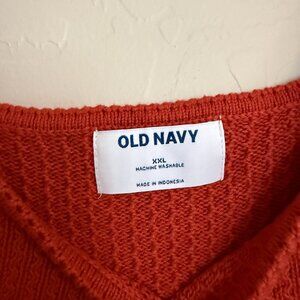 OLD NAVY
XXL
MACHINE WASHABLE
MADE IN INDONESIA